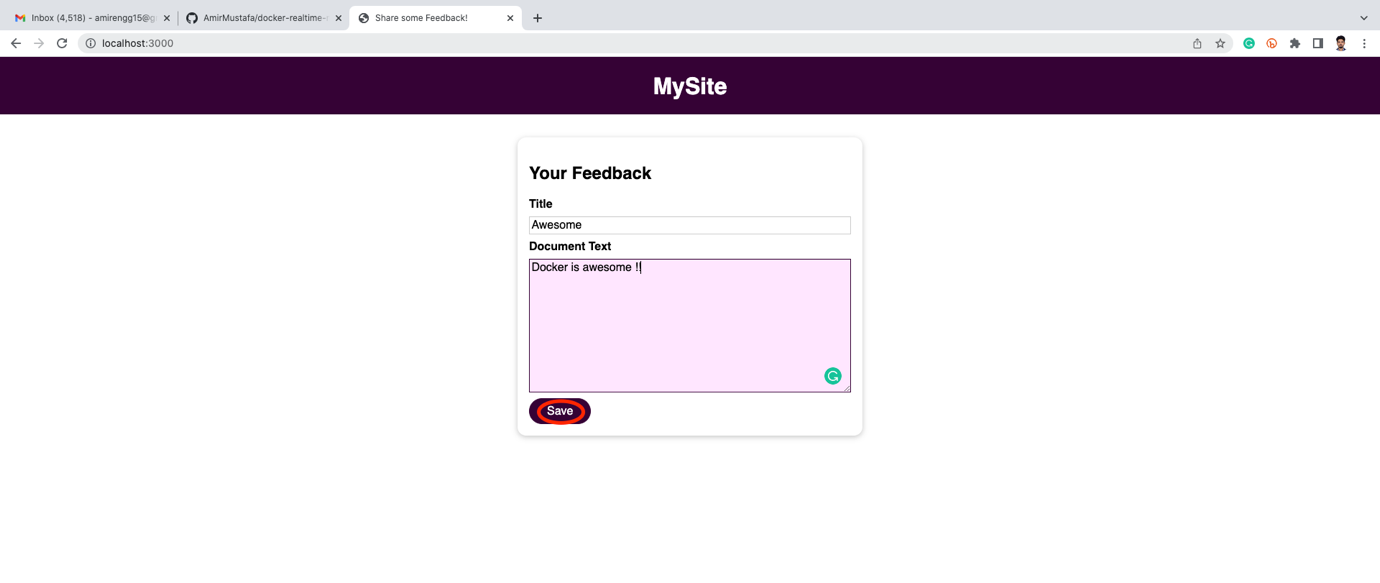 Inbox (4,518) - amirengg15@g
AmirMustafa/docker-realtime-
Share some Feedback!
localhost:3000
MySite
Your Feedback
Title
Awesome
Document Text
Docker is awesome !!
Save